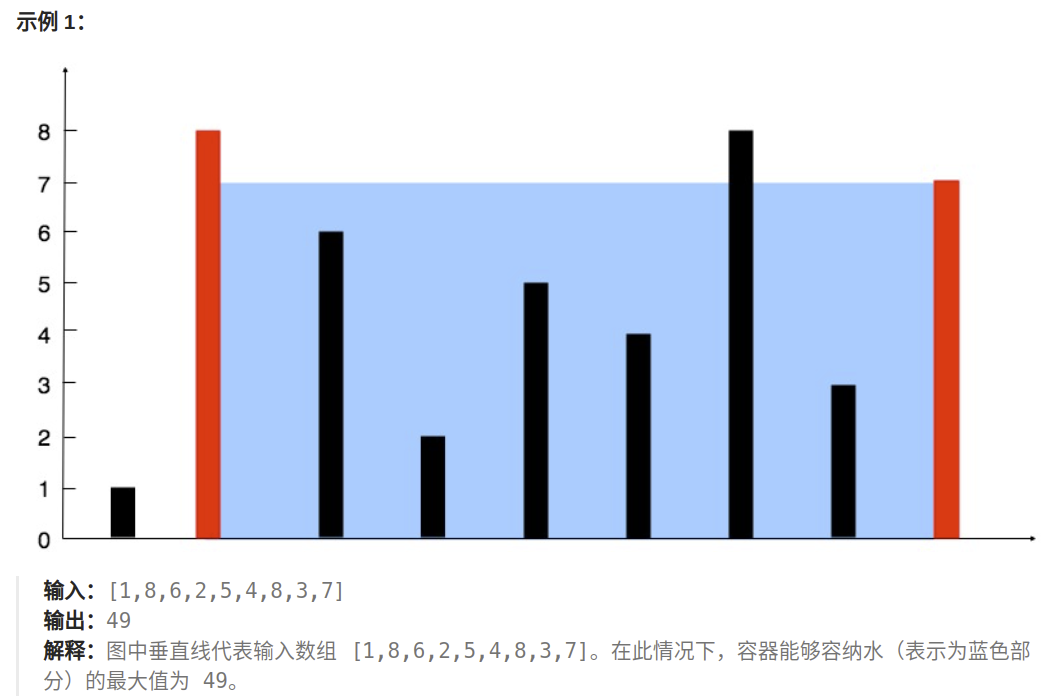 示例 1：
8
7
6
5
4
3
2
1
0
输入：[1,8,6,2,5,4,8,3,7]
输出：49
解释：图中垂直线代表输入数组 [1,8,6,2,5,4,8,3,7]。在此情况下，容器能够容纳水（表示为蓝色部
分）的最大值为 49。